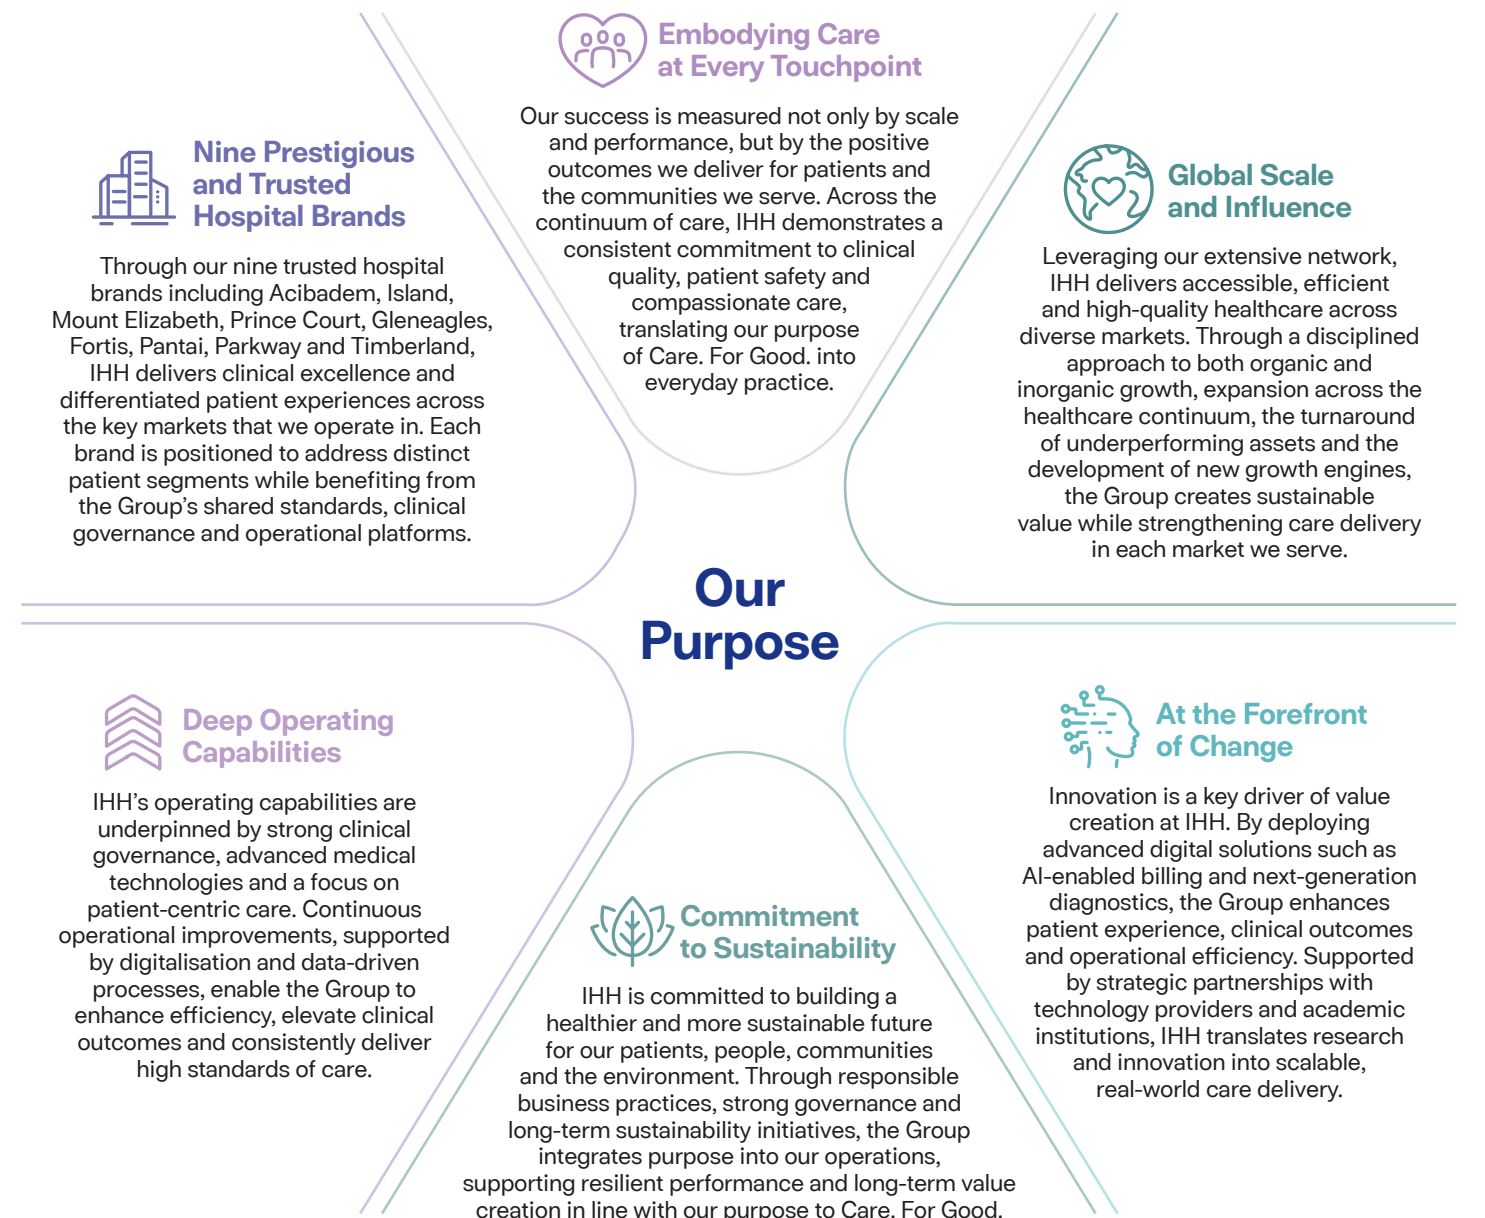 Embodying Care
at Every Touchpoint
Our success is measured not only by scale
and performance, but by the positive
outcomes we deliver for patients and
the communities we serve. Across the
continuum of care, IHH demonstrates a
consistent commitment to clinical
quality, patient safety and
compassionate care,
translating our purpose
of Care. For Good. into
everyday practice.
Nine Prestigious
and Trusted
Hospital Brands
Through our nine trusted hospital
brands including Acibadem, Island,
Mount Elizabeth, Prince Court, Gleneagles,
Fortis, Pantai, Parkway and Timberland,
IHH delivers clinical excellence and
differentiated patient experiences across
the key markets that we operate in. Each
brand is positioned to address distinct
patient segments while benefiting from
the Group's shared standards, clinical
governance and operational platforms.
Global Scale
and Influence
Leveraging our extensive network,
IHH delivers accessible, efficient
and high-quality healthcare across
diverse markets. Through a disciplined
approach to both organic and
inorganic growth, expansion across the
healthcare continuum, the turnaround
of underperforming assets and the
development of new growth engines,
the Group creates sustainable
value while strengthening care delivery
in each market we serve.
Our
Purpose
Deep Operating
Capabilities
IHH's operating capabilities are
underpinned by strong clinical
governance, advanced medical
technologies and a focus on
patient-centric care. Continuous
operational improvements, supported
by digitalisation and data-driven
processes, enable the Group to
enhance efficiency, elevate clinical
outcomes and consistently deliver
high standards of care.
At the Forefront
of Change
Innovation is a key driver of value
creation at IHH. By deploying
advanced digital solutions such as
AI-enabled billing and next-generation
diagnostics, the Group enhances
patient experience, clinical outcomes
and operational efficiency. Supported
by strategic partnerships with
technology providers and academic
institutions, IHH translates research
and innovation into scalable,
real-world care delivery.
Commitment
to Sustainability
IHH is committed to building a
healthier and more sustainable future
for our patients, people, communities
and the environment. Through responsible
business practices, strong governance and
long-term sustainability initiatives, the Group
integrates purpose into our operations,
supporting resilient performance and long-term value
creation in line with our purpose to Care. For Good.